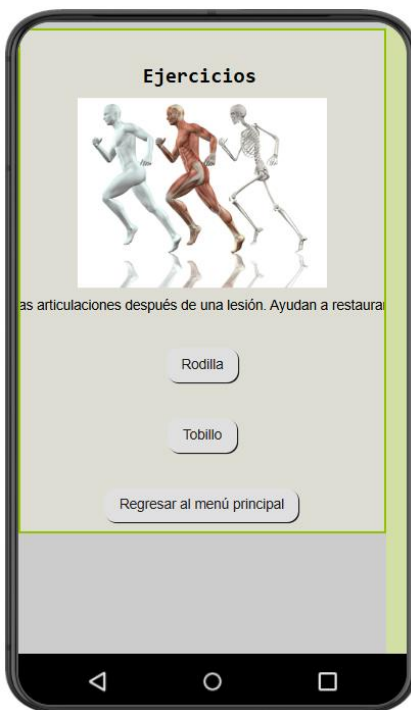 Ejercicios
as articulaciones después de una lesión. Ayudan a restaurar
Rodilla
Tobillo
Regresar al menú principal